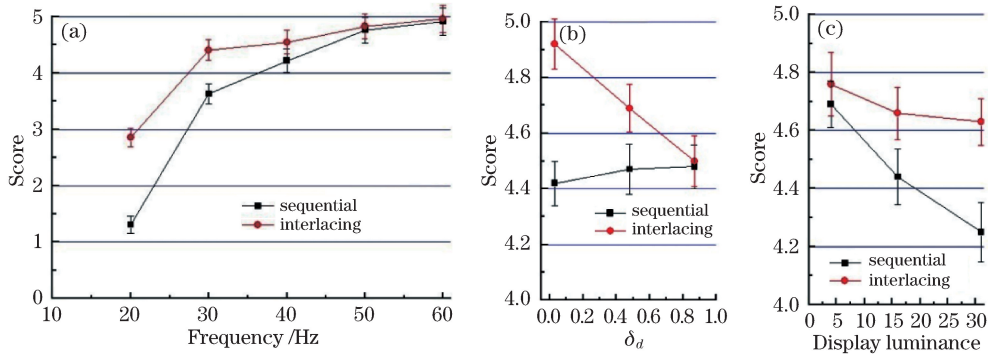 (a)
5
4
3
2
1
0
Score
sequential
interlacing
10 20 30 40 50 60
Frequency /Hz
(b)
5.0
4.8
4.6
4.4
4.2
4.0
Score
sequential
interlacing
0.0 0.2 0.4 0.6 0.8 1.0
δd
(c)
5.0
4.8
4.6
4.4
4.2
4.0
Score
sequential
interlacing
0 5 10 15 20 25 30
Display luminance